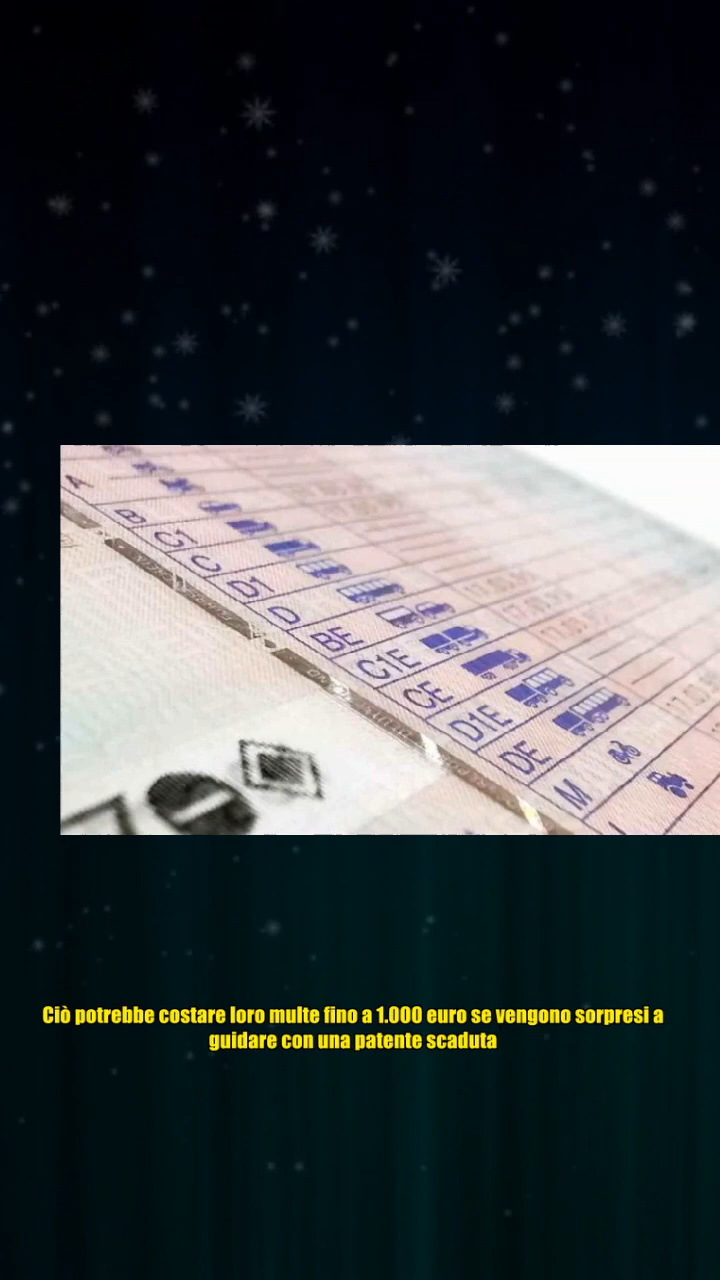 A
B
C1
C
D1
D
BE
C1E
CE
D1E
DE
M
Ciò potrebbe costare loro multe fino a 1.000 euro se vengono sorpresi a
guidare con una patente scaduta